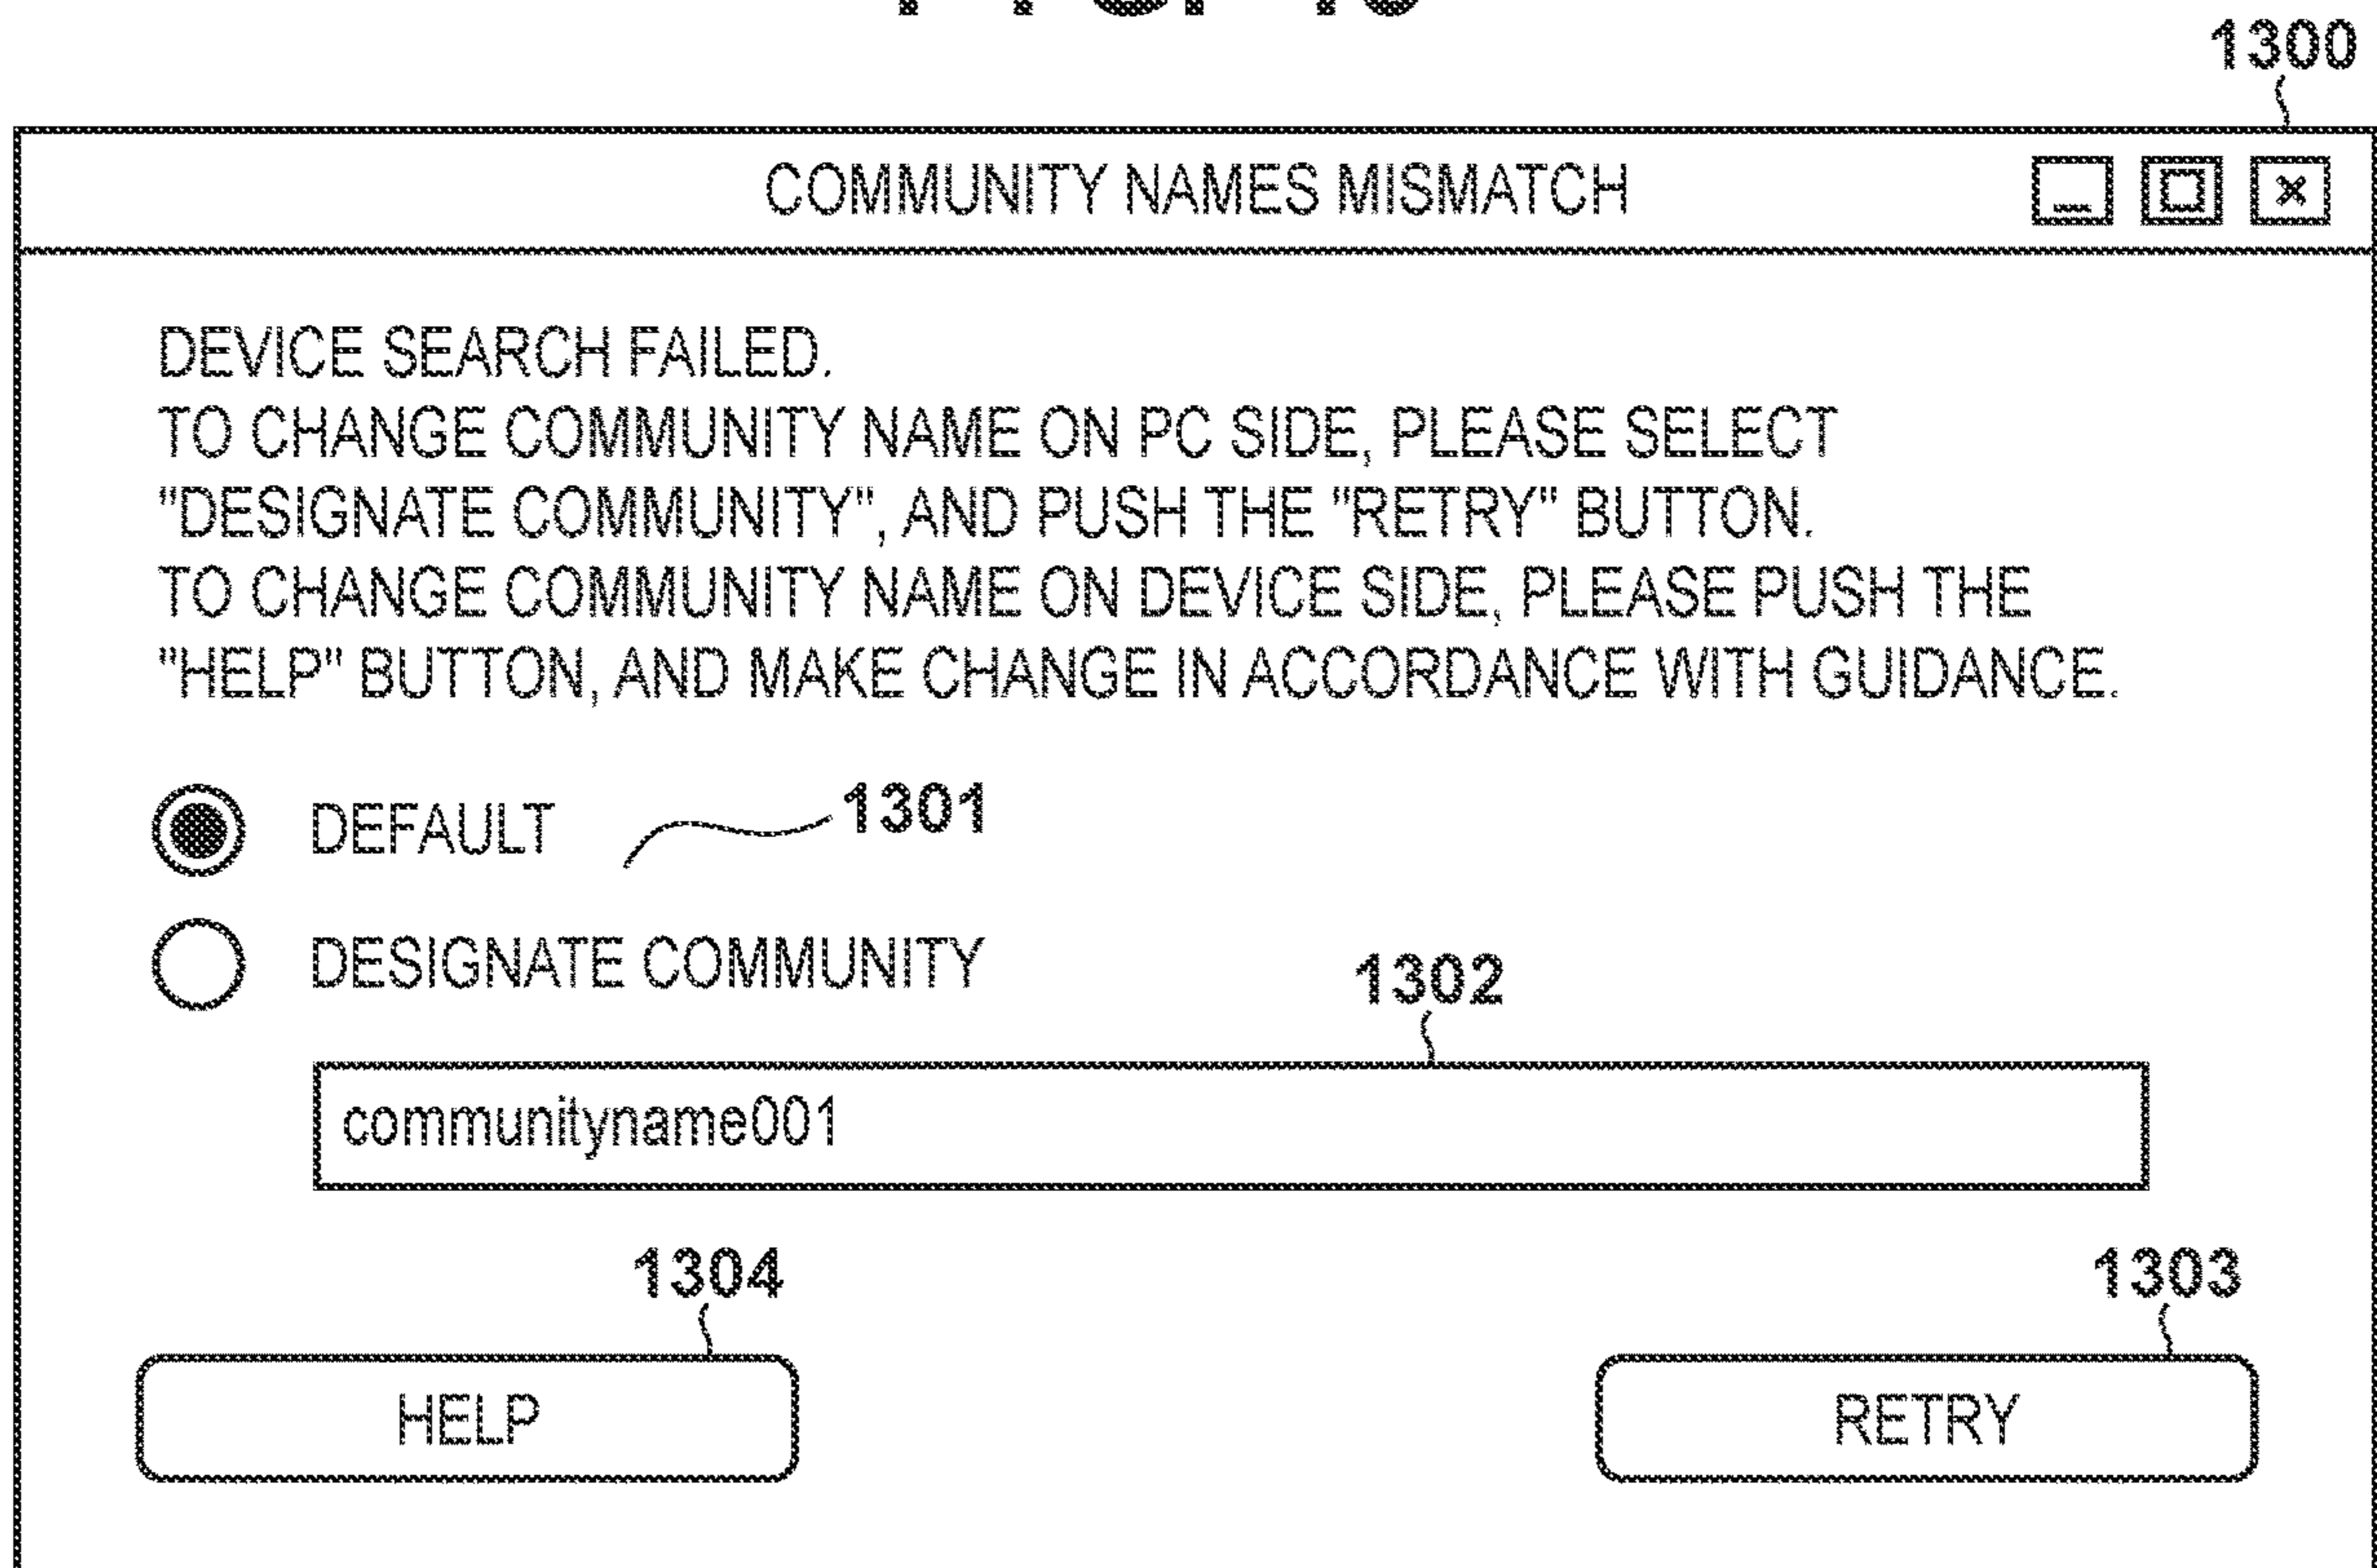 1300
COMMUNITY NAMES MISMATCH
DEVICE SEARCH FAILED.
TO CHANGE COMMUNITY NAME ON PC SIDE, PLEASE SELECT
"DESIGNATE COMMUNITY", AND PUSH THE "RETRY" BUTTON.
TO CHANGE COMMUNITY NAME ON DEVICE SIDE, PLEASE PUSH THE
"HELP" BUTTON, AND MAKE CHANGE IN ACCORDANCE WITH GUIDANCE.
DEFAULT 1301
DESIGNATE COMMUNITY
1302
communityname001
1304 1303
HELP RETRY